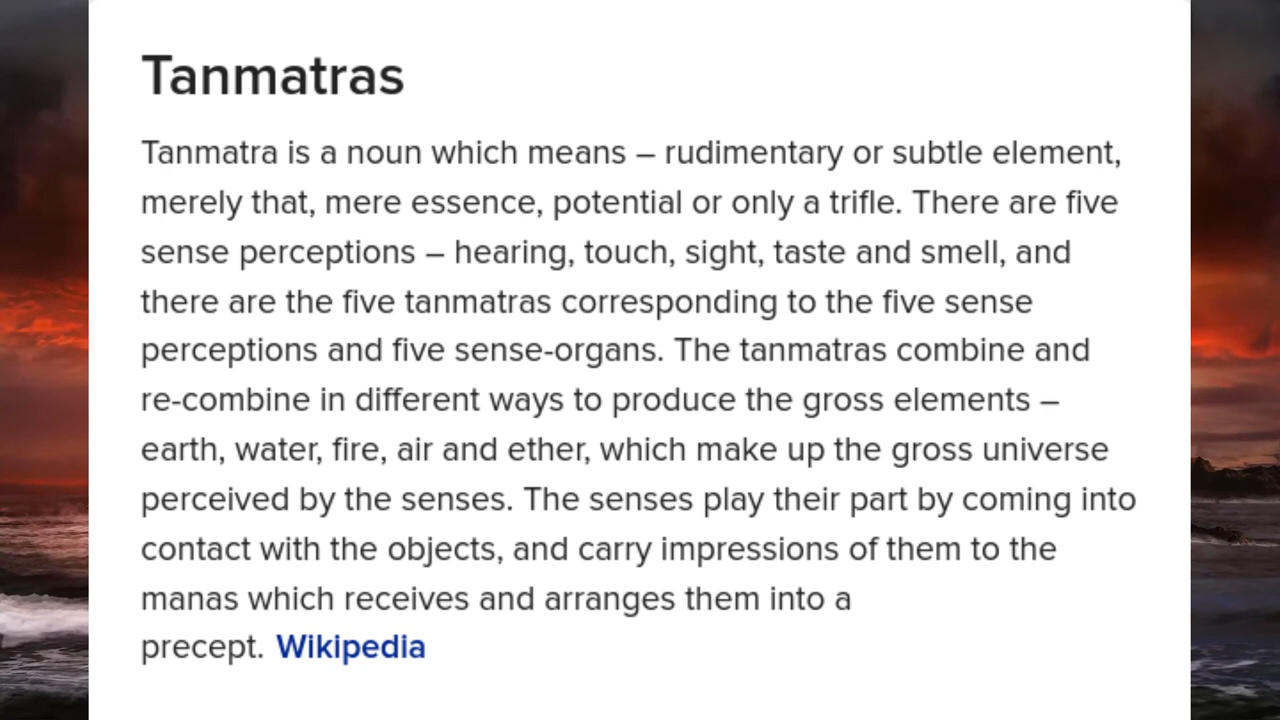 Tanmatras
Tanmatra is a noun which means – rudimentary or subtle element,
merely that, mere essence, potential or only a trifle. There are five
sense perceptions – hearing, touch, sight, taste and smell, and
there are the five tanmatras corresponding to the five sense
perceptions and five sense-organs. The tanmatras combine and
re-combine in different ways to produce the gross elements –
earth, water, fire, air and ether, which make up the gross universe
perceived by the senses. The senses play their part by coming into
contact with the objects, and carry impressions of them to the
manas which receives and arranges them into a
precept. Wikipedia